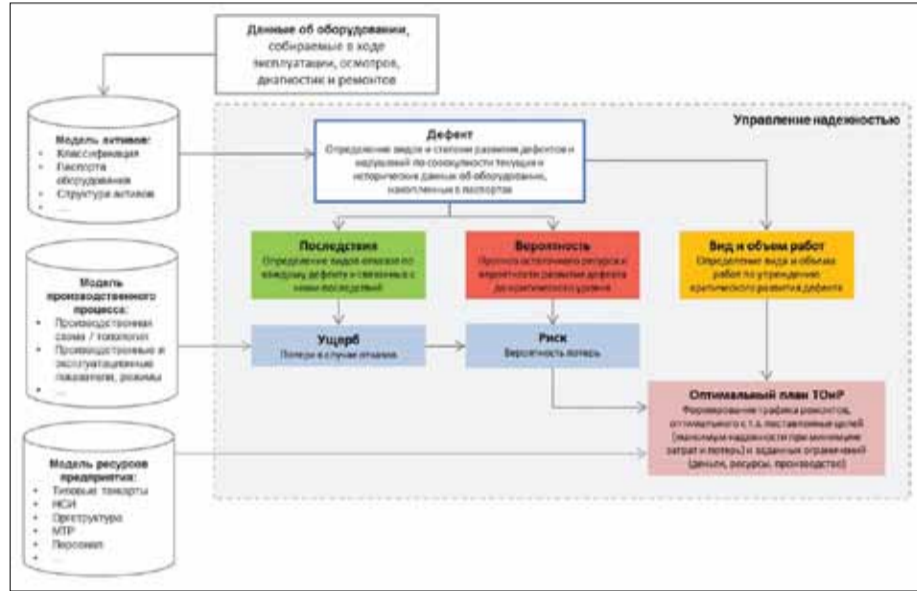 Данные об оборудовании,
собираемые в ходе
эксплуатации, осмотров,
диагностик и ремонтов
Управление надежностью
Модель активов:
• Классификация
• Паспорта
оборудования
• Структура активов
• ....
Дефект
Определение видов и степени развития дефектов и
нарушений по совокупности текущих и
исторических данных об оборудовании,
накопленных в паспортах
Последствия
Определение видов отказов по
каждому дефекту и связанных с
ними последствий
Вероятность
Прогноз остаточного ресурса и
вероятности развития дефекта
до критического уровня
Вид и объем работ
Определение вида и объема
работ по упреждению
критического развития дефекта
Модель
производственного
процесса:
• Производственная
схема / топология
• Производственные и
эксплуатационные
показатели, режимы
• ....
Ущерб
Потери в случае отказов
Риск
Вероятность потерь
Оптимальный план ТОиР
Формирование графика ремонтов,
оптимального с т.з. поставленных целей
(максимум надежности при минимуме
затрат и потерь) и заданных ограничений
(деньги, ресурсы, производство)
Модель ресурсов
предприятия:
• Типовые техкарты
• НСИ
• Оргструктура
• МТР
• Персонал
• ....